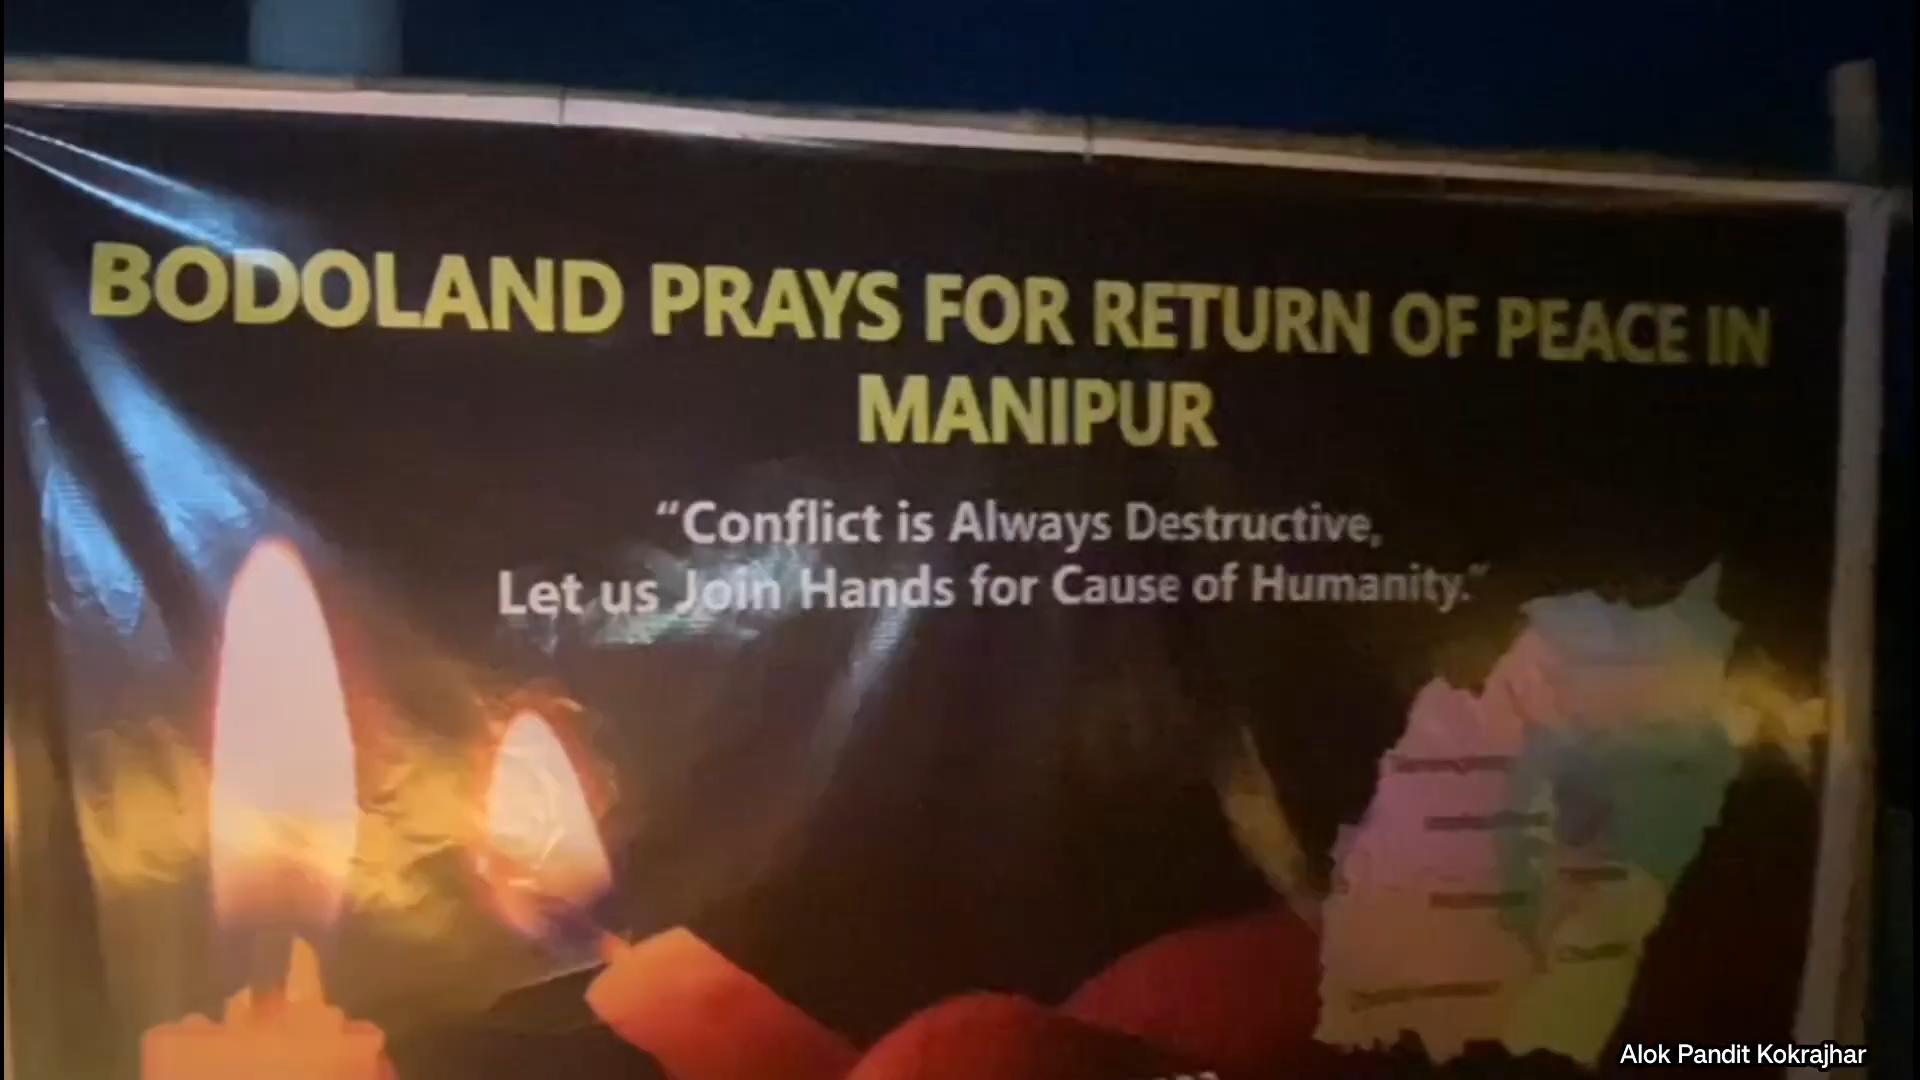 BODOLAND PRAYS FOR RETURN OF PEACE IN
MANIPUR
“Conflict is Always Destructive,
Let us Join Hands for Cause of Humanity.”
Alok Pandit Kokrajhar